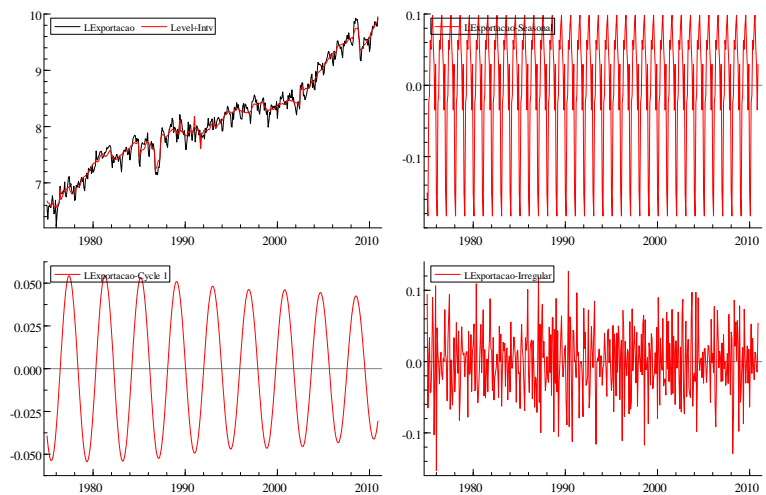 LExportacao Level+Intv
10
9
8
7
1980 1990 2000 2010
LExportacao-Seasonal
0.1
0.0
-0.1
1980 1990 2000 2010
LExportacao-Cycle 1
0.050
0.025
0.000
-0.025
-0.050
1980 1990 2000 2010
LExportacao-Irregular
0.1
0.0
-0.1
1980 1990 2000 2010